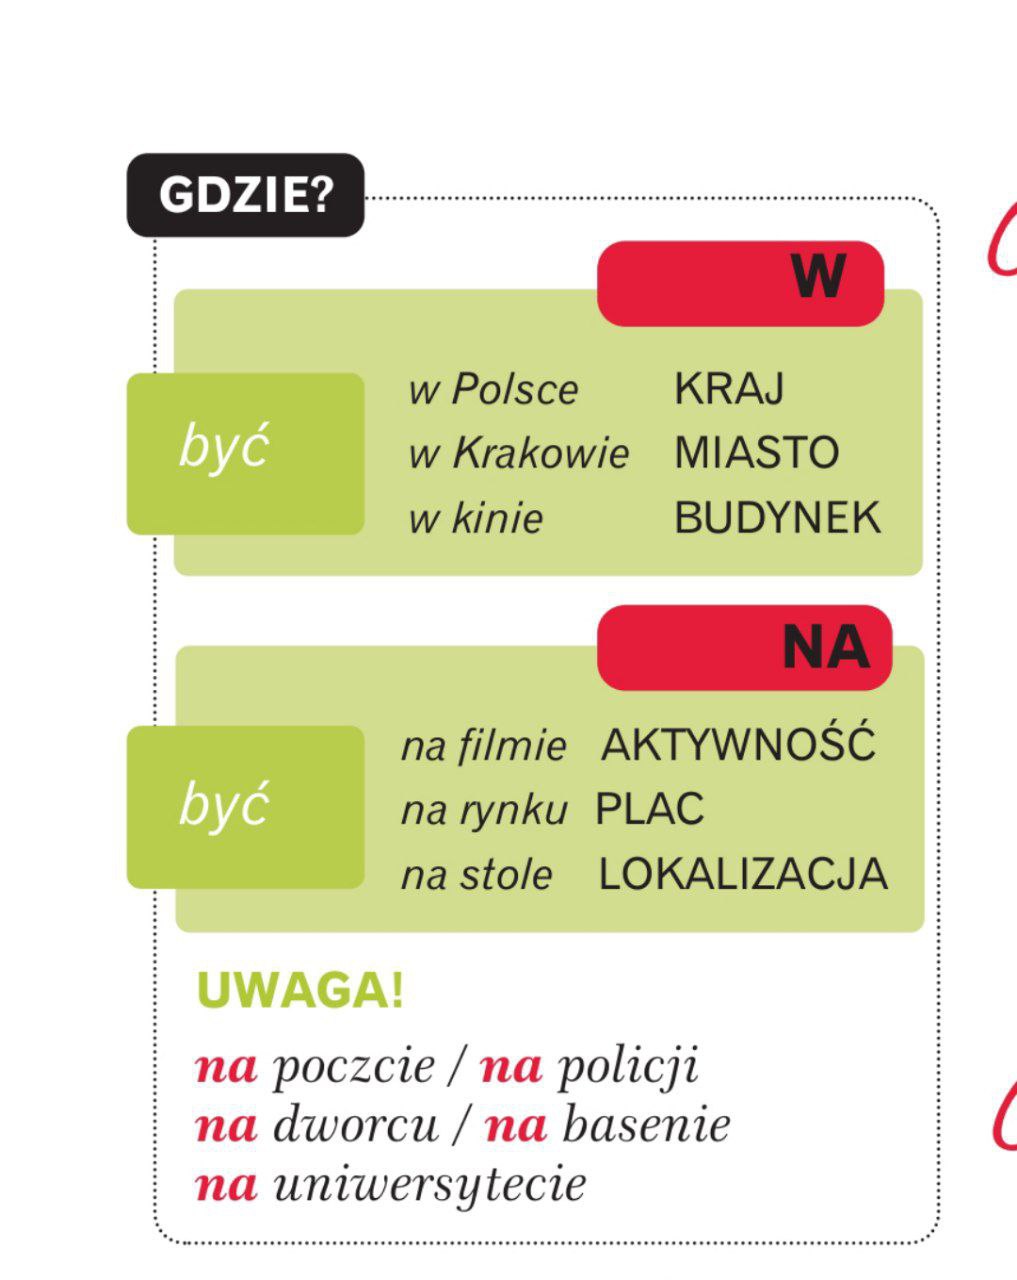 GDZIE?
W
być
w Polsce KRAJ
w Krakowie MIASTO
w kinie BUDYNEK
NA
być
na filmie AKTYWNOŚĆ
na rynku PLAC
na stole LOKALIZACJA
UWAGA!
na poczcie / na policji
na dworcu / na basenie
na uniwersytecie